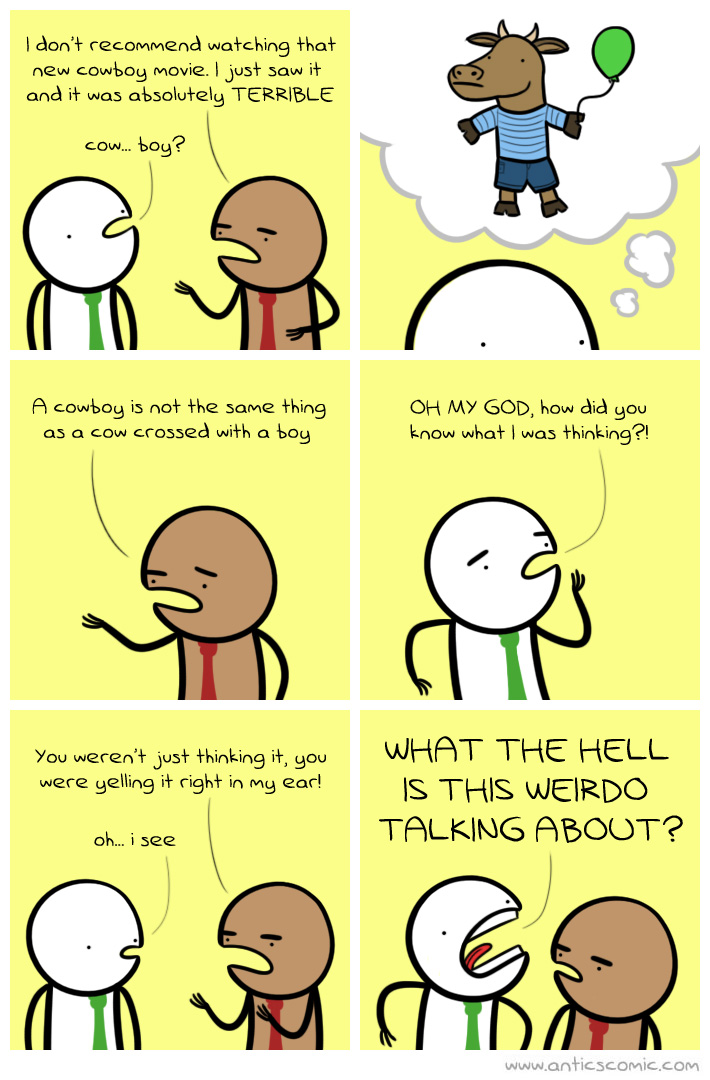 I don't recommend watching that
new cowboy movie. I just saw it
and it was absolutely TERRIBLE
cow... boy?
A cowboy is not the same thing
as a cow crossed with a boy
OH MY GOD, how did you
know what I was thinking?!
You weren't just thinking it, you
were yelling it right in my ear!
oh... i see
WHAT THE HELL
IS THIS WEIRDO
TALKING ABOUT?
www.anticscomic.com